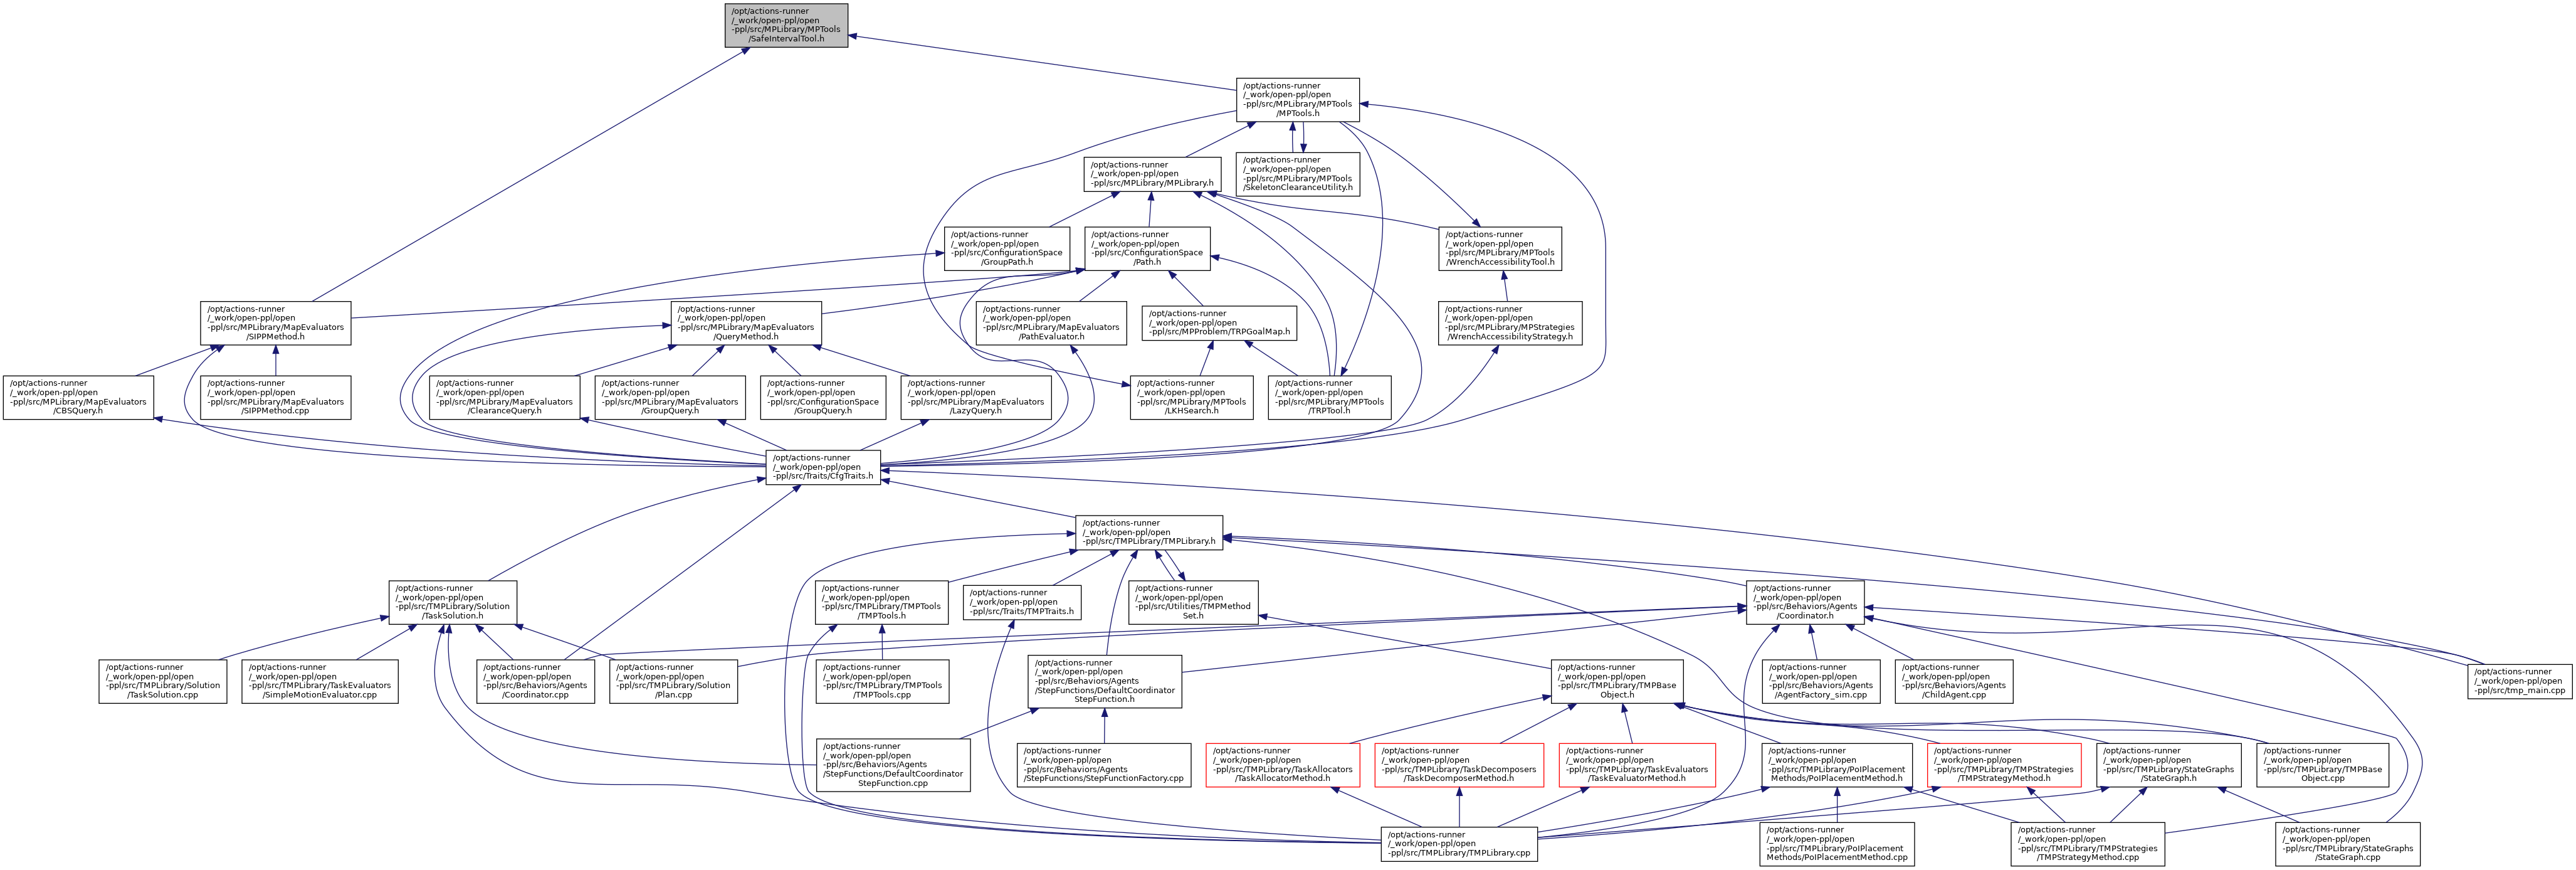 /opt/actions-runner
/_work/open-ppl/open
-ppl/src/MPLibrary/MPTools
/SafeIntervalTool.h
/opt/actions-runner
/_work/open-ppl/open
-ppl/src/MPLibrary/MPTools
/MPTools.h
/opt/actions-runner
/_work/open-ppl/open
-ppl/src/MPLibrary/MPLibrary.h
/opt/actions-runner
/_work/open-ppl/open
-ppl/src/MPLibrary/MPTools
/SkeletonClearanceUtility.h
/opt/actions-runner
/_work/open-ppl/open
-ppl/src/ConfigurationSpace
/GroupPath.h
/opt/actions-runner
/_work/open-ppl/open
-ppl/src/ConfigurationSpace
/Path.h
/opt/actions-runner
/_work/open-ppl/open
-ppl/src/MPLibrary/MPTools
/WrenchAccessibilityTool.h
/opt/actions-runner
/_work/open-ppl/open
-ppl/src/MPLibrary/MapEvaluators
/SIPPMethod.h
/opt/actions-runner
/_work/open-ppl/open
-ppl/src/MPLibrary/MapEvaluators
/QueryMethod.h
/opt/actions-runner
/_work/open-ppl/open
-ppl/src/MPLibrary/MapEvaluators
/PathEvaluator.h
/opt/actions-runner
/_work/open-ppl/open
-ppl/src/MPProblem/TRPGoalMap.h
/opt/actions-runner
/_work/open-ppl/open
-ppl/src/MPLibrary/MPStrategies
/WrenchAccessibilityStrategy.h
/opt/actions-runner
/_work/open-ppl/open
-ppl/src/MPLibrary/MapEvaluators
/CBSQuery.h
/opt/actions-runner
/_work/open-ppl/open
-ppl/src/MPLibrary/MapEvaluators
/SIPPMethod.cpp
/opt/actions-runner
/_work/open-ppl/open
-ppl/src/MPLibrary/MapEvaluators
/ClearanceQuery.h
/opt/actions-runner
/_work/open-ppl/open
-ppl/src/MPLibrary/MapEvaluators
/GroupQuery.h
/opt/actions-runner
/_work/open-ppl/open
-ppl/src/ConfigurationSpace
/GroupQuery.h
/opt/actions-runner
/_work/open-ppl/open
-ppl/src/MPLibrary/MapEvaluators
/LazyQuery.h
/opt/actions-runner
/_work/open-ppl/open
-ppl/src/MPLibrary/MPTools
/LKHSearch.h
/opt/actions-runner
/_work/open-ppl/open
-ppl/src/MPLibrary/MPTools
/TRPTool.h
/opt/actions-runner
/_work/open-ppl/open
-ppl/src/Traits/CfgTraits.h
/opt/actions-runner
/_work/open-ppl/open
-ppl/src/TMPLibrary/TMPLibrary.h
/opt/actions-runner
/_work/open-ppl/open
-ppl/src/TMPLibrary/Solution
/TaskSolution.h
/opt/actions-runner
/_work/open-ppl/open
-ppl/src/TMPLibrary/TMPTools
/TMPTools.h
/opt/actions-runner
/_work/open-ppl/open
-ppl/src/Traits/TMPTraits.h
/opt/actions-runner
/_work/open-ppl/open
-ppl/src/Utilities/TMPMethod
Set.h
/opt/actions-runner
/_work/open-ppl/open
-ppl/src/Behaviors/Agents
/Coordinator.h
/opt/actions-runner
/_work/open-ppl/open
-ppl/src/TMPLibrary/Solution
/TaskSolution.cpp
/opt/actions-runner
/_work/open-ppl/open
-ppl/src/TMPLibrary/TaskEvaluators
/SimpleMotionEvaluator.cpp
/opt/actions-runner
/_work/open-ppl/open
-ppl/src/Behaviors/Agents
/Coordinator.cpp
/opt/actions-runner
/_work/open-ppl/open
-ppl/src/TMPLibrary/Solution
/Plan.cpp
/opt/actions-runner
/_work/open-ppl/open
-ppl/src/TMPLibrary/TMPTools
/TMPTools.cpp
/opt/actions-runner
/_work/open-ppl/open
-ppl/src/Behaviors/Agents
/StepFunctions/DefaultCoordinator
StepFunction.h
/opt/actions-runner
/_work/open-ppl/open
-ppl/src/TMPLibrary/TMPBase
Object.h
/opt/actions-runner
/_work/open-ppl/open
-ppl/src/Behaviors/Agents
/AgentFactory_sim.cpp
/opt/actions-runner
/_work/open-ppl/open
-ppl/src/Behaviors/Agents
/ChildAgent.cpp
/opt/actions-runner
/_work/open-ppl/open
-ppl/src/tmp_main.cpp
/opt/actions-runner
/_work/open-ppl/open
-ppl/src/Behaviors/Agents
/StepFunctions/DefaultCoordinator
StepFunction.cpp
/opt/actions-runner
/_work/open-ppl/open
-ppl/src/Behaviors/Agents
/StepFunctions/StepFunctionFactory.cpp
/opt/actions-runner
/_work/open-ppl/open
-ppl/src/TMPLibrary/TaskAllocators
/TaskAllocatorMethod.h
/opt/actions-runner
/_work/open-ppl/open
-ppl/src/TMPLibrary/TaskDecomposers
/TaskDecomposerMethod.h
/opt/actions-runner
/_work/open-ppl/open
-ppl/src/TMPLibrary/TaskEvaluators
/TaskEvaluatorMethod.h
/opt/actions-runner
/_work/open-ppl/open
-ppl/src/TMPLibrary/PoIPlacement
Methods/PoIPlacementMethod.h
/opt/actions-runner
/_work/open-ppl/open
-ppl/src/TMPLibrary/TMPStrategies
/TMPStrategyMethod.h
/opt/actions-runner
/_work/open-ppl/open
-ppl/src/TMPLibrary/StateGraphs
/StateGraph.h
/opt/actions-runner
/_work/open-ppl/open
-ppl/src/TMPLibrary/TMPBase
Object.cpp
/opt/actions-runner
/_work/open-ppl/open
-ppl/src/TMPLibrary/TMPLibrary.cpp
/opt/actions-runner
/_work/open-ppl/open
-ppl/src/TMPLibrary/PoIPlacement
Methods/PoIPlacementMethod.cpp
/opt/actions-runner
/_work/open-ppl/open
-ppl/src/TMPLibrary/TMPStrategies
/TMPStrategyMethod.cpp
/opt/actions-runner
/_work/open-ppl/open
-ppl/src/TMPLibrary/StateGraphs
/StateGraph.cpp